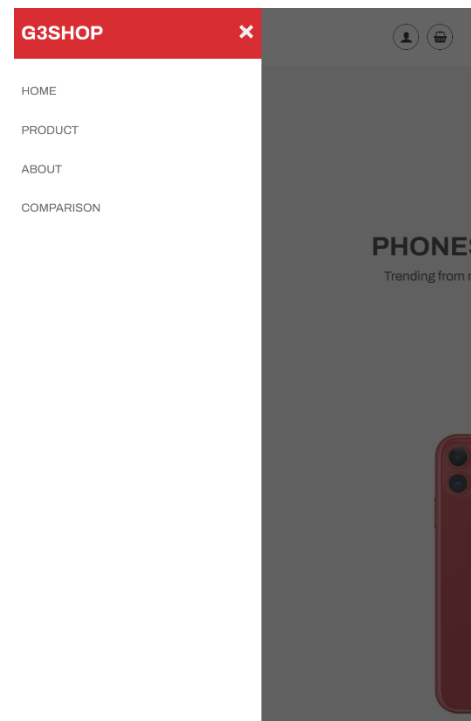 G3SHOP
HOME
PRODUCT
ABOUT
COMPARISON
PHONES
Trending from